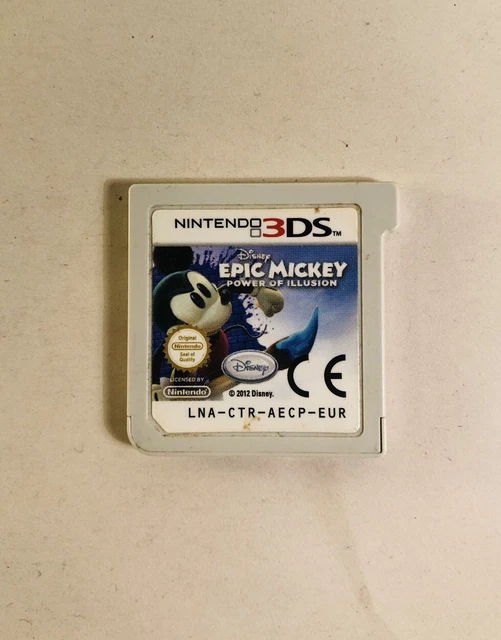 NINTENDO 3DS™
Disney
EPIC MICKEY
POWER OF ILLUSION
Original
Nintendo
Seal of
Quality
Disney
CE
LICENSED BY
Nintendo
© 2012 Disney.
LNA-CTR-AECP-EUR